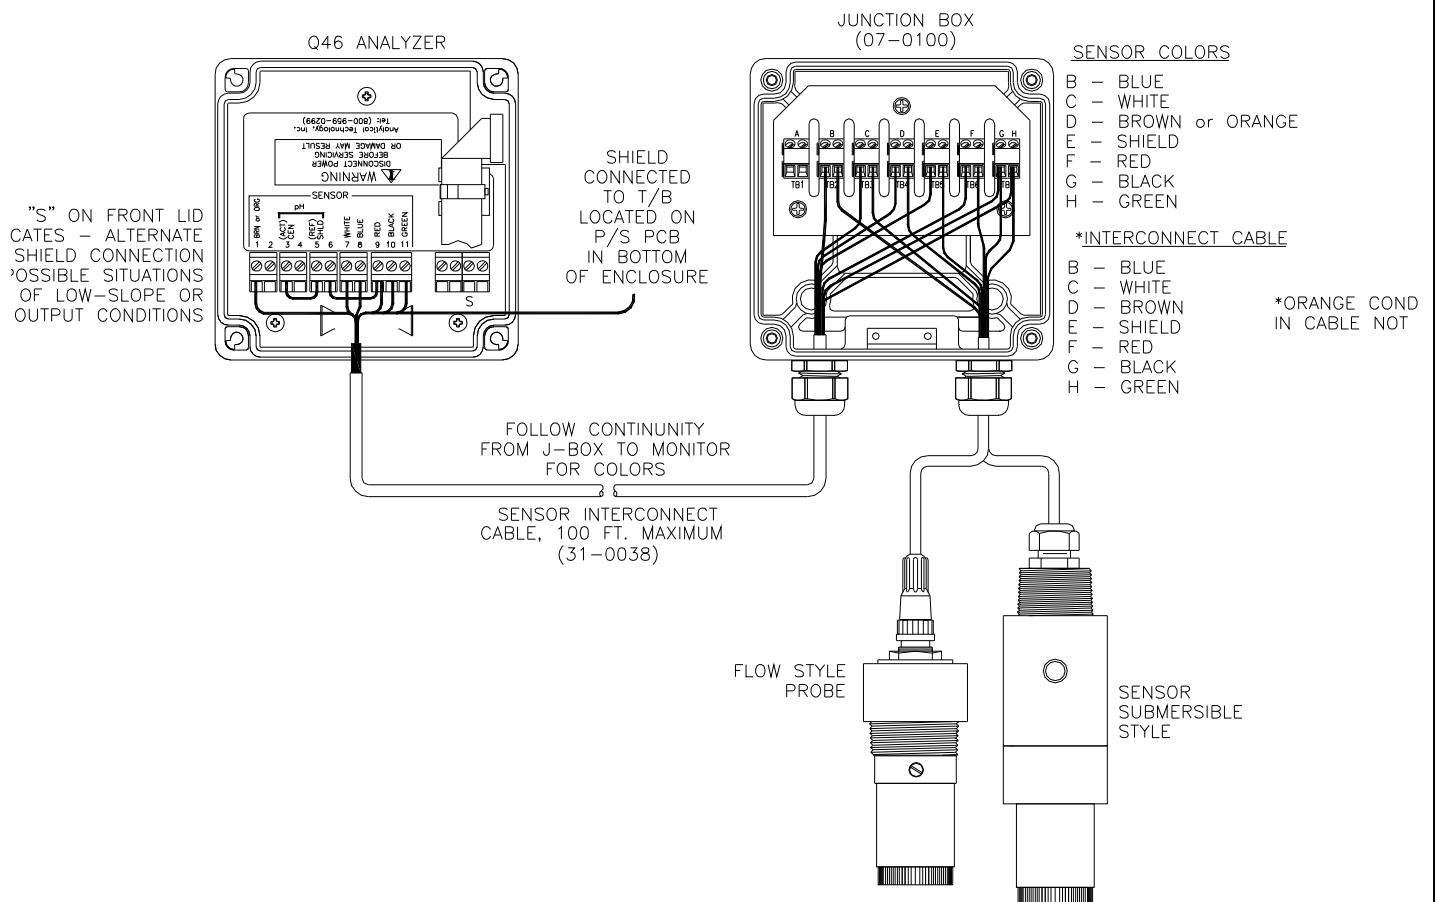 Q46 ANALYZER
JUNCTION BOX
(07-0100)
SENSOR COLORS
B - BLUE
C - WHITE
D - BROWN or ORANGE
E - SHIELD
F - RED
G - BLACK
H - GREEN
*INTERCONNECT CABLE
B - BLUE
C - WHITE
D - BROWN
E - SHIELD
F - RED
G - BLACK
H - GREEN
*ORANGE COND
IN CABLE NOT
"S" ON FRONT LID
CATES - ALTERNATE
SHIELD CONNECTION
POSSIBLE SITUATIONS
OF LOW-SLOPE OR
OUTPUT CONDITIONS
Tel: (800-959-0299)
Analytical Technology, Inc.
OR DAMAGE MAY RESULT
BEFORE SERVICING
DISCONNECT POWER
WARNING
SENSOR
BRN or ORG
pH
(ACT) CEN
(REF) SHLD
WHITE
BLUE
RED
BLACK
GREEN
1 2 3 4 5 6 7 8 9 10 11
S
SHIELD
CONNECTED
TO T/B
LOCATED ON
P/S PCB
IN BOTTOM
OF ENCLOSURE
A B C D E F G H
TB1 TB2 TB3 TB4 TB5 TB6
FOLLOW CONTINUNITY
FROM J-BOX TO MONITOR
FOR COLORS
SENSOR INTERCONNECT
CABLE, 100 FT. MAXIMUM
(31-0038)
FLOW STYLE
PROBE
SENSOR
SUBMERSIBLE
STYLE